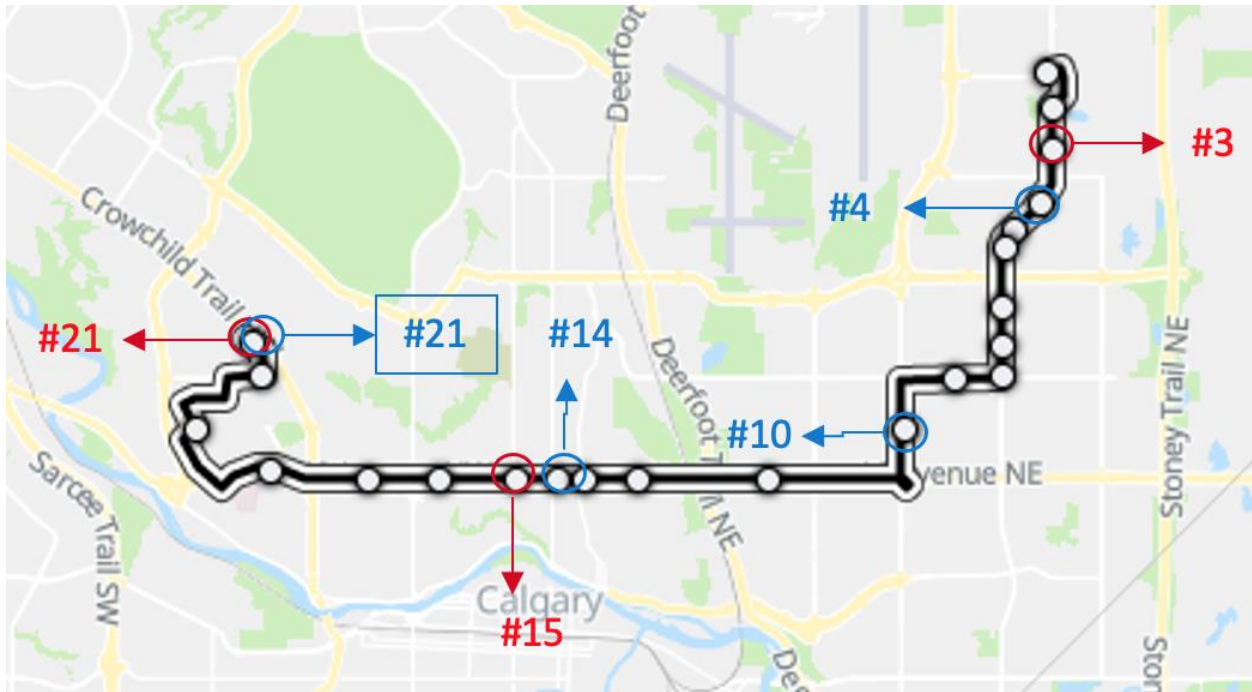 Deerfoot
#3
Crowchild Trail
#4
#21
#21
#14
Deerfoot T
il NE
#10
venue NE
Stoney Trail NE
Sarcee Trail SW
Calgary
#15
Dee
Ston